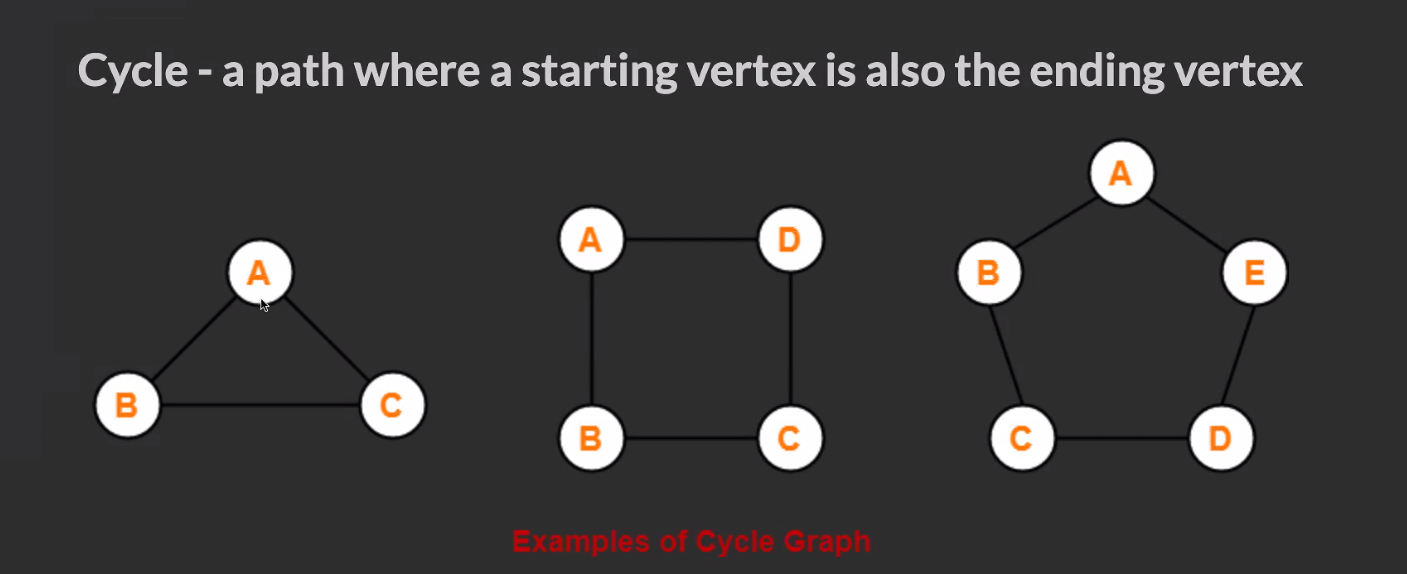 Cycle - a path where a starting vertex is also the ending vertex
A
B
C
A
D
B
C
A
B
E
C
D
Examples of Cycle Graph